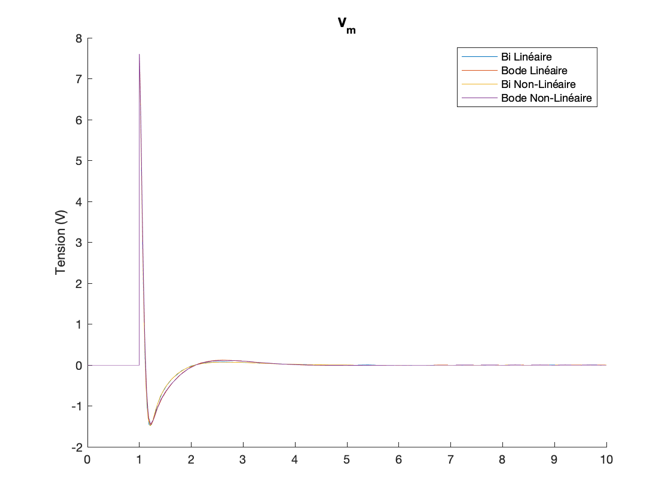 V_m
Bi Linéaire
Bode Linéaire
Bi Non-Linéaire
Bode Non-Linéaire
Tension (V)
8
7
6
5
4
3
2
1
0
-1
-2
0 1 2 3 4 5 6 7 8 9 10